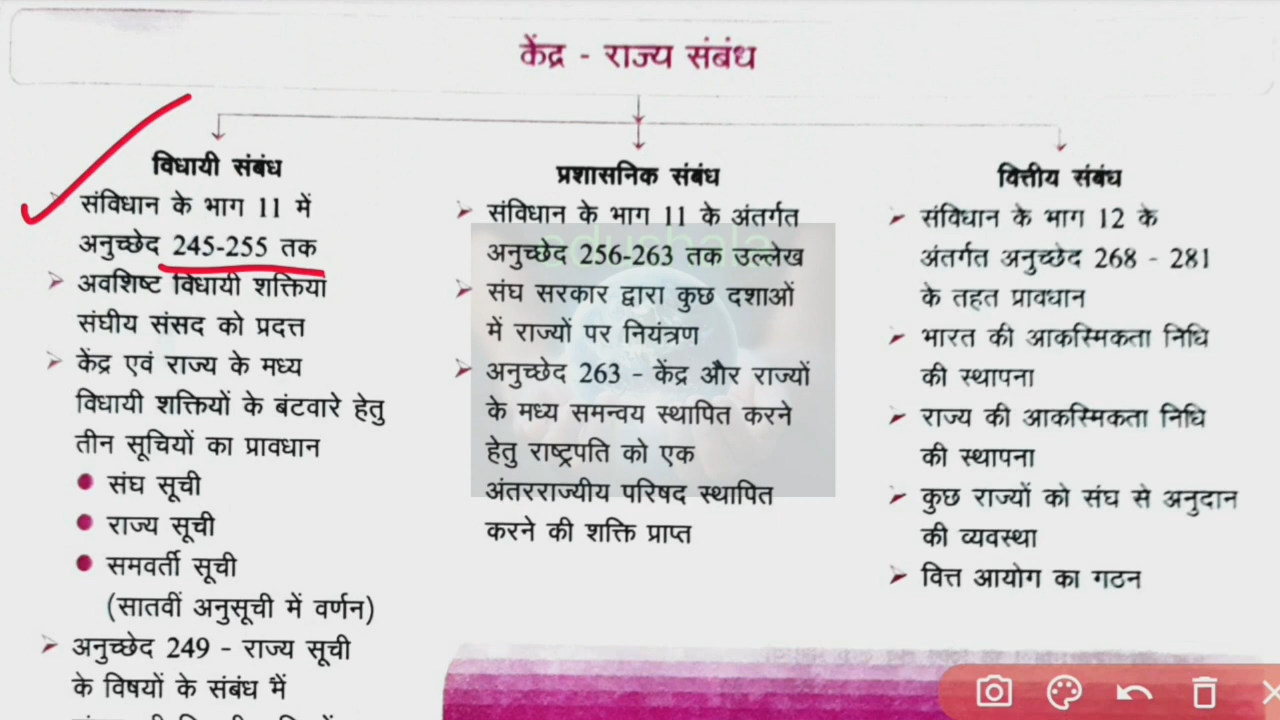 केंद्र - राज्य संबंध
विधायी संबंध
संविधान के भाग 11 में
अनुच्छेद 245-255 तक
अवशिष्ट विधायी शक्तियां
संघीय संसद को प्रदत्त
केंद्र एवं राज्य के मध्य
विधायी शक्तियों के बंटवारे हेतु
तीन सूचियों का प्रावधान
संघ सूची
राज्य सूची
समवर्ती सूची
(सातवीं अनुसूची में वर्णन)
अनुच्छेद 249 - राज्य सूची
के विषयों के संबंध में
प्रशासनिक संबंध
संविधान के भाग 11 के अंतर्गत
अनुच्छेद 256-263 तक उल्लेख
संघ सरकार द्वारा कुछ दशाओं
में राज्यों पर नियंत्रण
अनुच्छेद 263 - केंद्र और राज्यों
के मध्य समन्वय स्थापित करने
हेतु राष्ट्रपति को एक
अंतरराज्यीय परिषद स्थापित
करने की शक्ति प्राप्त
वित्तीय संबंध
संविधान के भाग 12 के
अंतर्गत अनुच्छेद 268 - 281
के तहत प्रावधान
भारत की आकस्मिकता निधि
की स्थापना
राज्य की आकस्मिकता निधि
की स्थापना
कुछ राज्यों को संघ से अनुदान
की व्यवस्था
वित्त आयोग का गठन